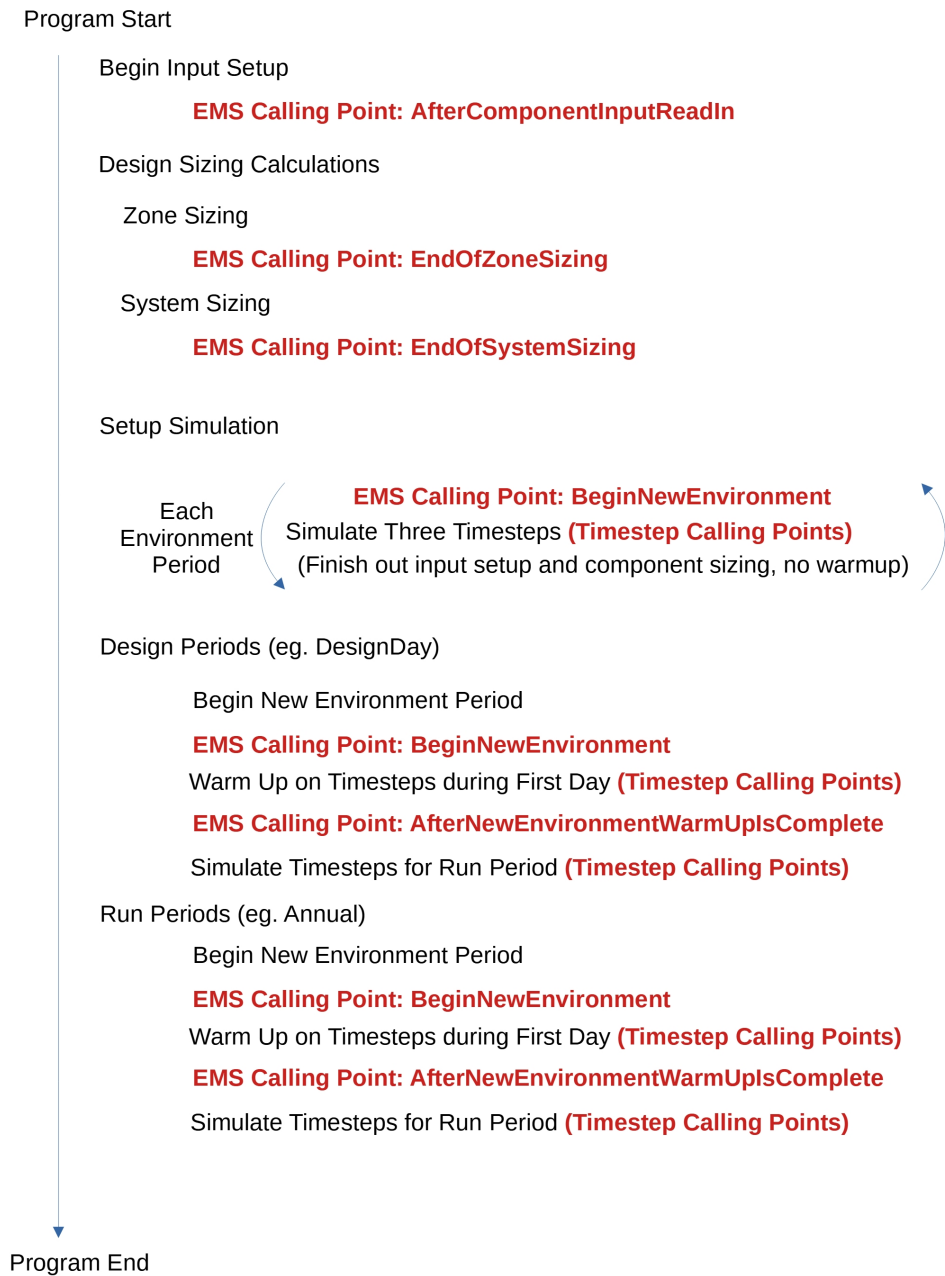 Program Start
Begin Input Setup
EMS Calling Point: AfterComponentInputReadIn
Design Sizing Calculations
Zone Sizing
EMS Calling Point: EndOfZoneSizing
System Sizing
EMS Calling Point: EndOfSystemSizing
Setup Simulation
Each
Environment
Period
EMS Calling Point: BeginNewEnvironment
Simulate Three Timesteps (Timestep Calling Points)
(Finish out input setup and component sizing, no warmup)
Design Periods (eg. DesignDay)
Begin New Environment Period
EMS Calling Point: BeginNewEnvironment
Warm Up on Timesteps during First Day (Timestep Calling Points)
EMS Calling Point: AfterNewEnvironmentWarmUpIsComplete
Simulate Timesteps for Run Period (Timestep Calling Points)
Run Periods (eg. Annual)
Begin New Environment Period
EMS Calling Point: BeginNewEnvironment
Warm Up on Timesteps during First Day (Timestep Calling Points)
EMS Calling Point: AfterNewEnvironmentWarmUpIsComplete
Simulate Timesteps for Run Period (Timestep Calling Points)
Program End